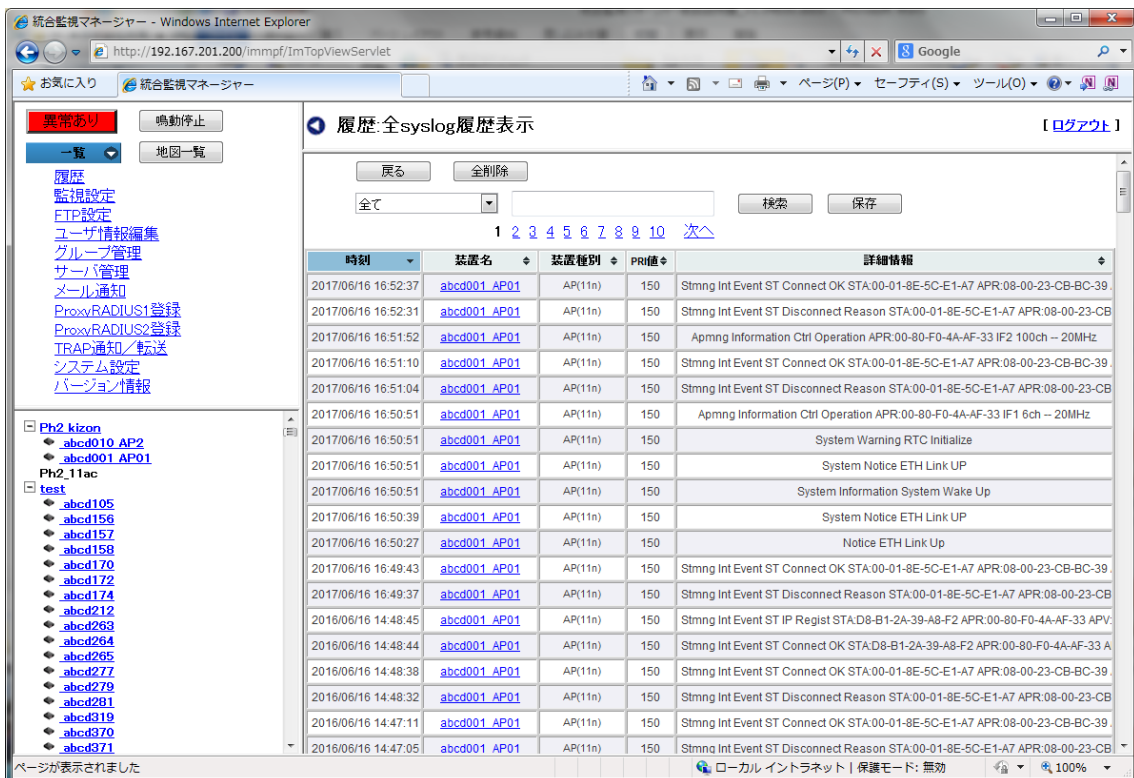 統合監視マネージャー - Windows Internet Explorer
http://192.167.201.200/immpf/ImTopViewServlet
Google
お気に入り 統合監視マネージャー ページ(P) セーフティ(S) ツール(O)
異常あり 鳴動停止
一覧 地図一覧
履歴
監視設定
FTP設定
ユーザ情報編集
グループ管理
サーバ管理
メール通知
ProxyRADIUS1登録
ProxyRADIUS2登録
TRAP通知／転送
システム設定
バージョン情報
Ph2 kizon
abcd010 AP2
abcd001 AP01
Ph2_11ac
test
abcd105
abcd156
abcd157
abcd158
abcd170
abcd172
abcd174
abcd212
abcd263
abcd264
abcd265
abcd277
abcd279
abcd281
abcd319
abcd370
abcd371
履歴:全syslog履歴表示 [ ログアウト ]
戻る 全削除
全て 検索 保存
1 2 3 4 5 6 7 8 9 10 次へ
時刻 装置名 装置種別 PRI値 詳細情報
2017/06/16 16:52:37 abcd001 AP01 AP(11n) 150 Stmng Int Event ST Connect OK STA:00-01-8E-5C-E1-A7 APR:08-00-23-CB-BC-39
2017/06/16 16:52:31 abcd001 AP01 AP(11n) 150 Stmng Int Event ST Disconnect Reason STA:00-01-8E-5C-E1-A7 APR:08-00-23-CB
2017/06/16 16:51:52 abcd001 AP01 AP(11n) 150 Apmng Information Ctrl Operation APR:00-80-F0-4A-AF-33 IF2 100ch -- 20MHz
2017/06/16 16:51:10 abcd001 AP01 AP(11n) 150 Stmng Int Event ST Connect OK STA:00-01-8E-5C-E1-A7 APR:08-00-23-CB-BC-39
2017/06/16 16:51:04 abcd001 AP01 AP(11n) 150 Stmng Int Event ST Disconnect Reason STA:00-01-8E-5C-E1-A7 APR:08-00-23-CB
2017/06/16 16:50:51 abcd001 AP01 AP(11n) 150 Apmng Information Ctrl Operation APR:00-80-F0-4A-AF-33 IF1 6ch -- 20MHz
2017/06/16 16:50:51 abcd001 AP01 AP(11n) 150 System Warning RTC Initialize
2017/06/16 16:50:51 abcd001 AP01 AP(11n) 150 System Notice ETH Link UP
2017/06/16 16:50:51 abcd001 AP01 AP(11n) 150 System Information System Wake Up
2017/06/16 16:50:39 abcd001 AP01 AP(11n) 150 System Notice ETH Link UP
2017/06/16 16:50:27 abcd001 AP01 AP(11n) 150 Notice ETH Link Up
2017/06/16 16:49:43 abcd001 AP01 AP(11n) 150 Stmng Int Event ST Connect OK STA:00-01-8E-5C-E1-A7 APR:08-00-23-CB-BC-39
2017/06/16 16:49:37 abcd001 AP01 AP(11n) 150 Stmng Int Event ST Disconnect Reason STA:00-01-8E-5C-E1-A7 APR:08-00-23-CB
2016/06/16 14:48:45 abcd001 AP01 AP(11n) 150 Stmng Int Event ST IP Regist STA:D8-B1-2A-39-A8-F2 APR:00-80-F0-4A-AF-33 APV:
2016/06/16 14:48:44 abcd001 AP01 AP(11n) 150 Stmng Int Event ST Connect OK STA:D8-B1-2A-39-A8-F2 APR:00-80-F0-4A-AF-33 A
2016/06/16 14:48:38 abcd001 AP01 AP(11n) 150 Stmng Int Event ST Connect OK STA:00-01-8E-5C-E1-A7 APR:08-00-23-CB-BC-39
2016/06/16 14:48:32 abcd001 AP01 AP(11n) 150 Stmng Int Event ST Disconnect Reason STA:00-01-8E-5C-E1-A7 APR:08-00-23-CB
2016/06/16 14:47:11 abcd001 AP01 AP(11n) 150 Stmng Int Event ST Connect OK STA:00-01-8E-5C-E1-A7 APR:08-00-23-CB-BC-39
2016/06/16 14:47:05 abcd001 AP01 AP(11n) 150 Stmng Int Event ST Disconnect Reason STA:00-01-8E-5C-E1-A7 APR:08-00-23-CB
ページが表示されました ローカル イントラネット | 保護モード: 無効 100%